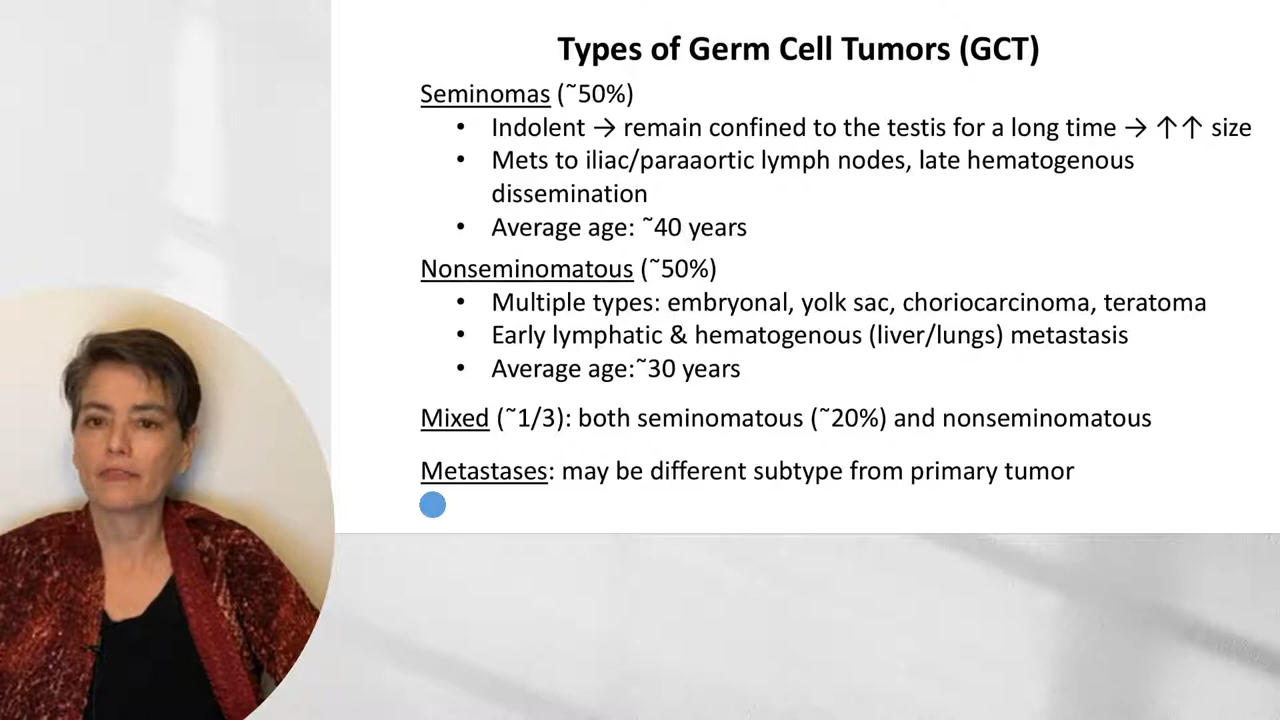 Types of Germ Cell Tumors (GCT)
Seminomas (˜50%)
• Indolent → remain confined to the testis for a long time → ↑↑ size
• Mets to iliac/paraaortic lymph nodes, late hematogenous
dissemination
• Average age: ˜40 years
Nonseminomatous (˜50%)
• Multiple types: embryonal, yolk sac, choriocarcinoma, teratoma
• Early lymphatic & hematogenous (liver/lungs) metastasis
• Average age:˜30 years
Mixed (˜1/3): both seminomatous (˜20%) and nonseminomatous
Metastases: may be different subtype from primary tumor